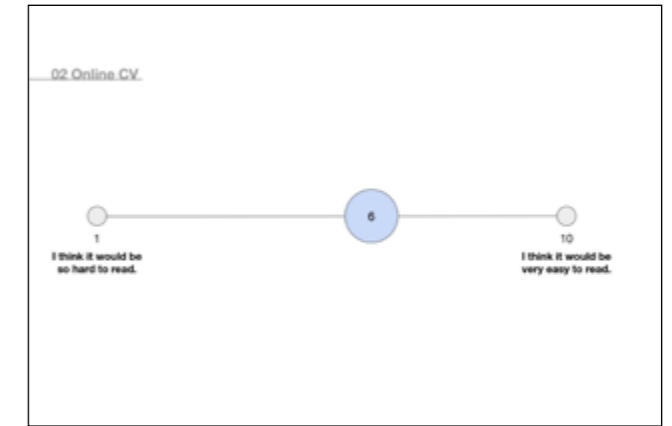 02 Online CV
6
1
10
I think it would be
so hard to read.
I think it would be
very easy to read.